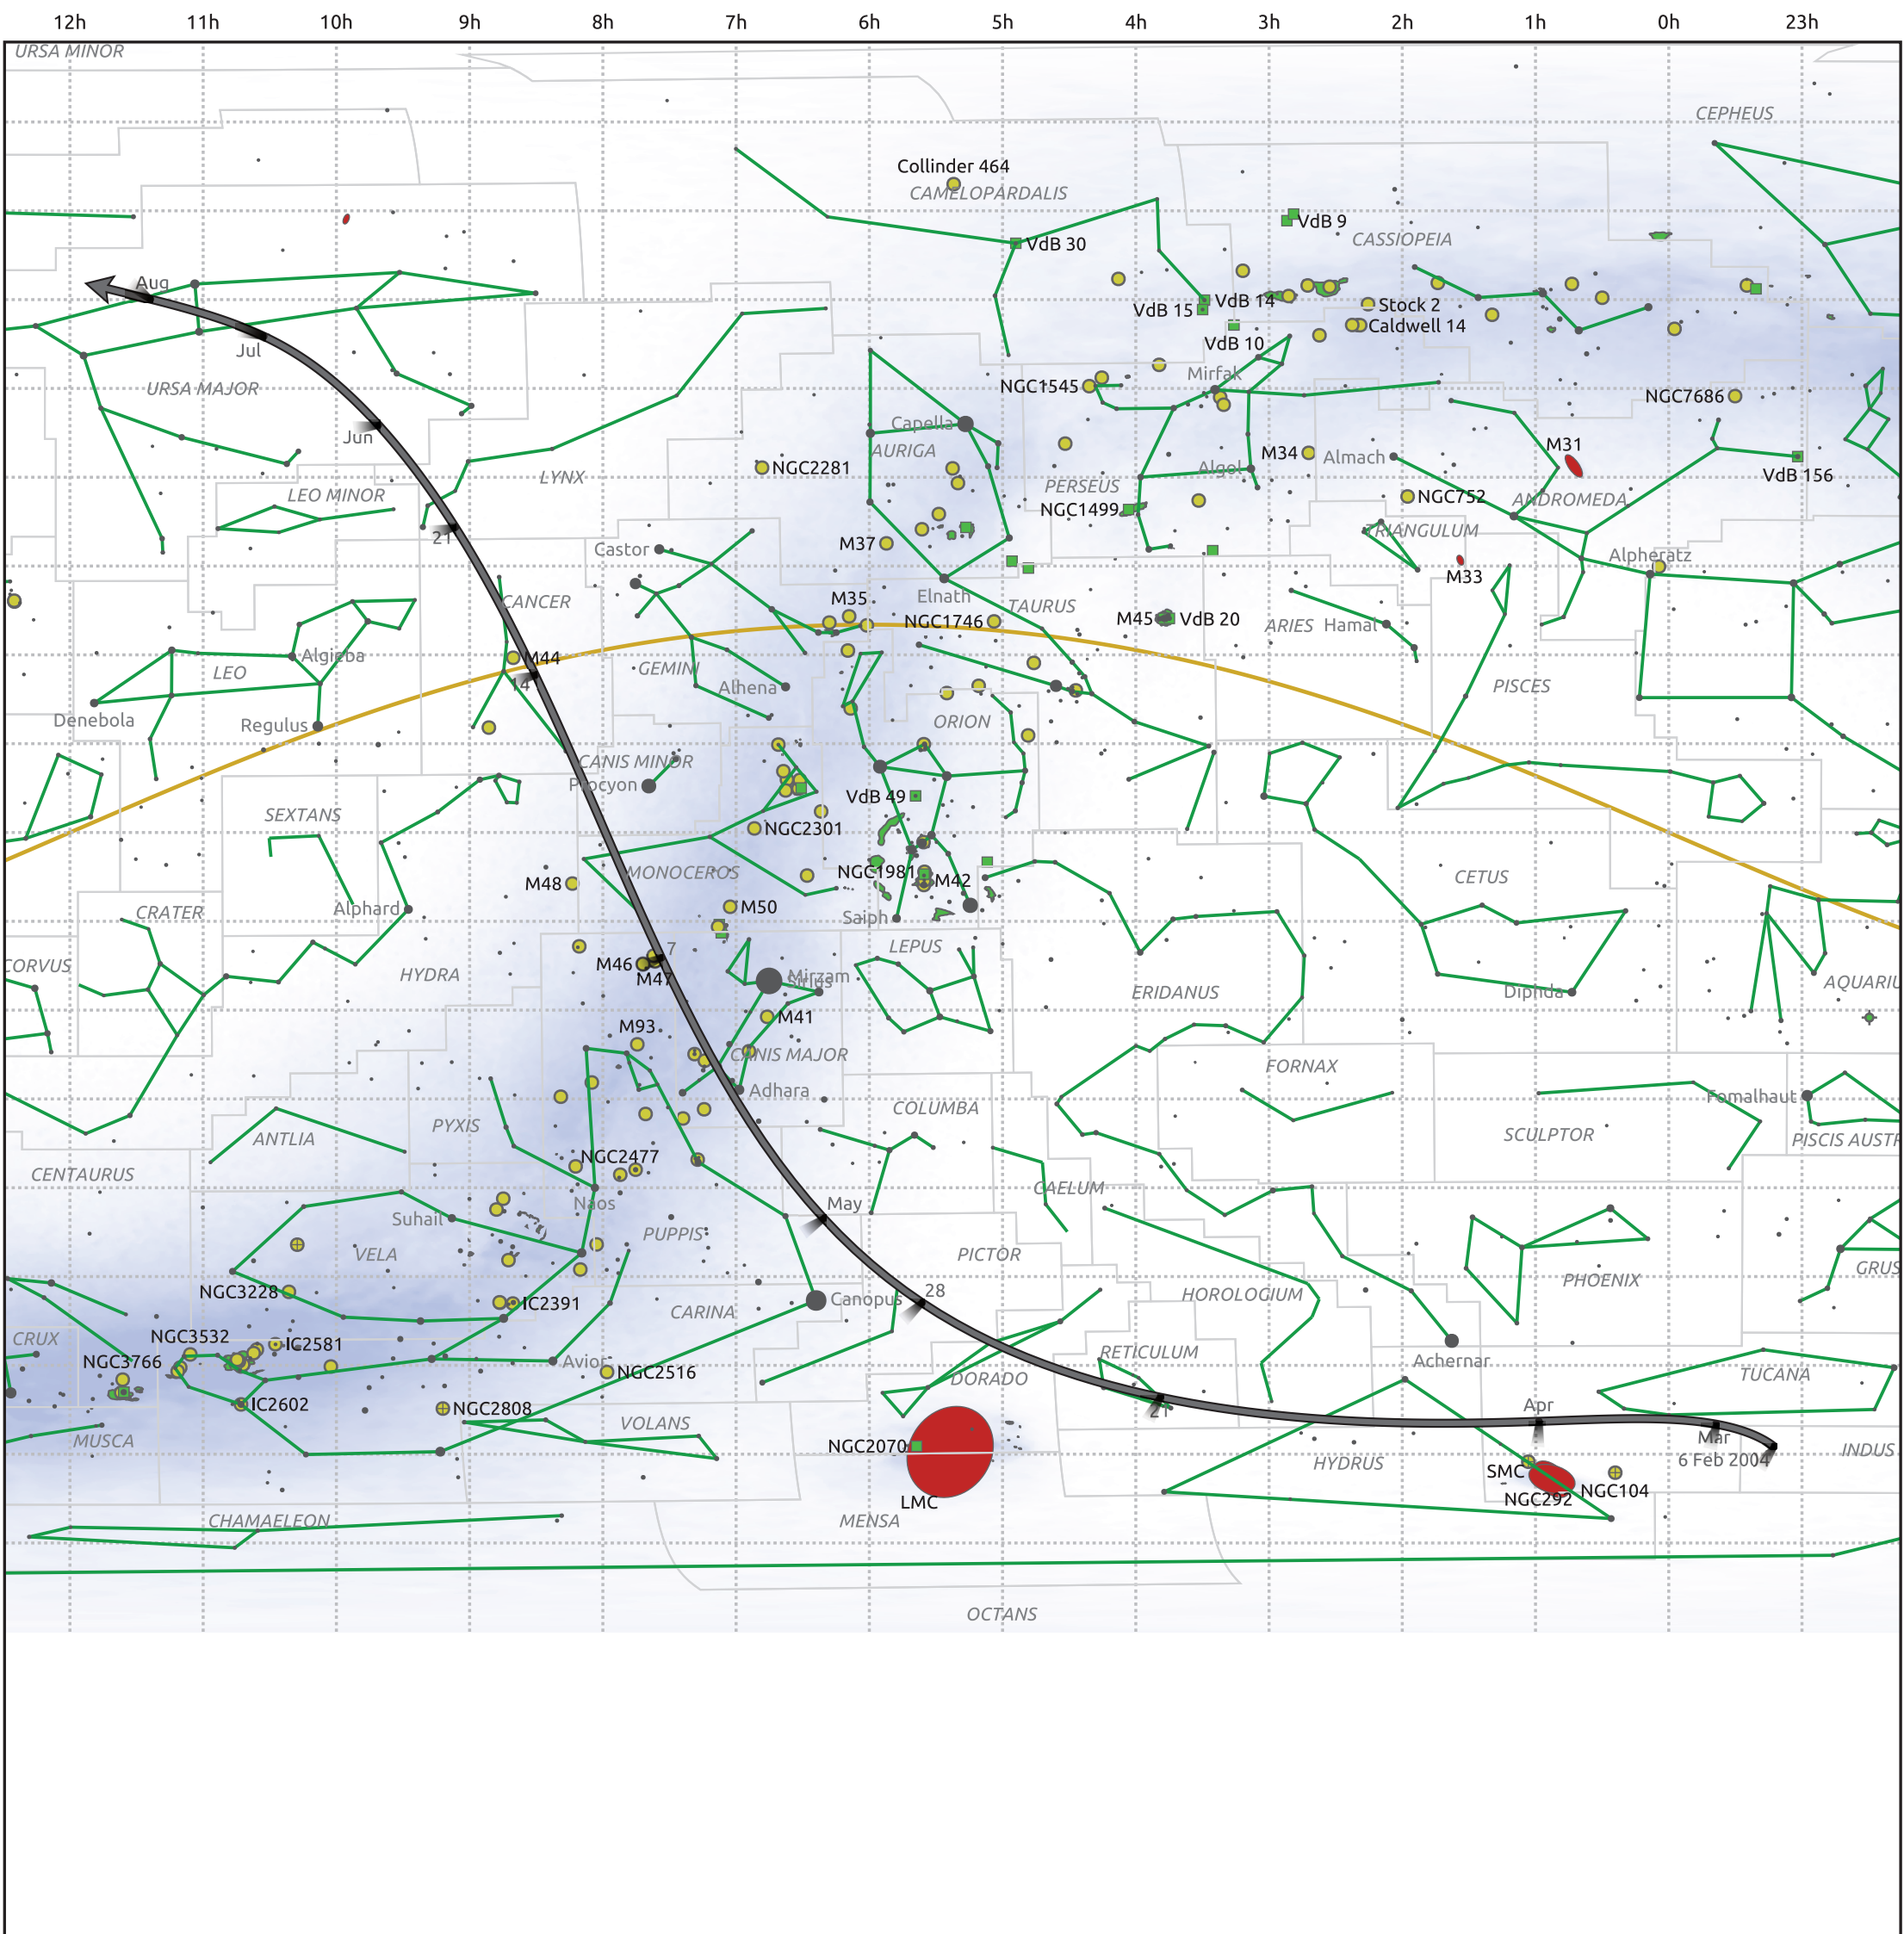 12h 11h 10h 9h 8h 7h 6h 5h 4h 3h 2h 1h 0h 23h
URSA MINOR
CEPHEUS
Collinder 464
CAMELOPARDALIS
VdB 9
CASSIOPEIA
VdB 30
Aug
VdB 14
VdB 15
Stock 2
Caldwell 14
Jul
VdB 10
Mirfak
URSA MAJOR
NGC1545
NGC7686
Capella
Jun
AURIGA
M31
M34
Algol
Almach
NGC2281
VdB 156
LYNX
PERSEUS
LEO MINOR
NGC752
ANDROMEDA
NGC1499
TRIANGULUM
21
M37
Castor
Alpheratz
M33
Elnath
CANCER
M35
TAURUS
NGC1746
M45
VdB 20
ARIES
Hamal
Algieba
M44
LEO
GEMINI
14
Alhena
PISCES
Denebola
Regulus
ORION
CANIS MINOR
Procyon
VdB 49
SEXTANS
NGC2301
MONOCEROS
NGC1981
M42
CETUS
M48
Alphard
M50
CRATER
Saiph
7
LEPUS
CORVUS
M46
HYDRA
M47
Mirzam
Sirius
ERIDANUS
Diphda
AQUARIU
M41
M93
CANIS MAJOR
FORNAX
Adhara
Fomalhaut
COLUMBA
PYXIS
ANTLIA
SCULPTOR
PISCIS AUSTR
NGC2477
CENTAURUS
CAELUM
Naos
May
Suhail
PUPPIS
VELA
PICTOR
GRUS
PHOENIX
NGC3228
28
HOROLOGIUM
Canopus
IC2391
CARINA
NGC3532
CRUX
IC2581
RETICULUM
NGC3766
Avior
Achernar
NGC2516
DORADO
TUCANA
IC2602
Apr
NGC2808
21
VOLANS
MUSCA
Mar
NGC2070
INDUS
6 Feb 2004
HYDRUS
SMC
NGC104
NGC292
LMC
CHAMAELEON
MENSA
OCTANS